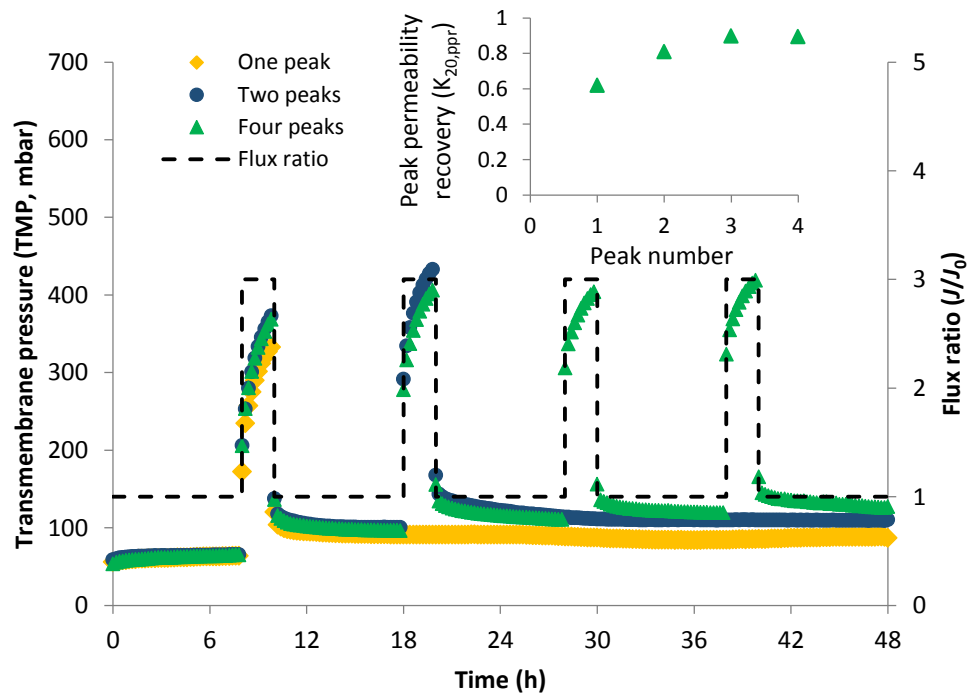 One peak
Two peaks
Four peaks
Flux ratio
Transmembrane pressure (TMP, mbar)
700
600
500
400
300
200
100
0
0 6 12 18 24 30 36 42 48
Time (h)
5
4
3
2
1
0
Flux ratio (J/J0)
Peak permeability
recovery (K20,ppr)
1
0.8
0.6
0.4
0.2
0
0 1 2 3 4
Peak number